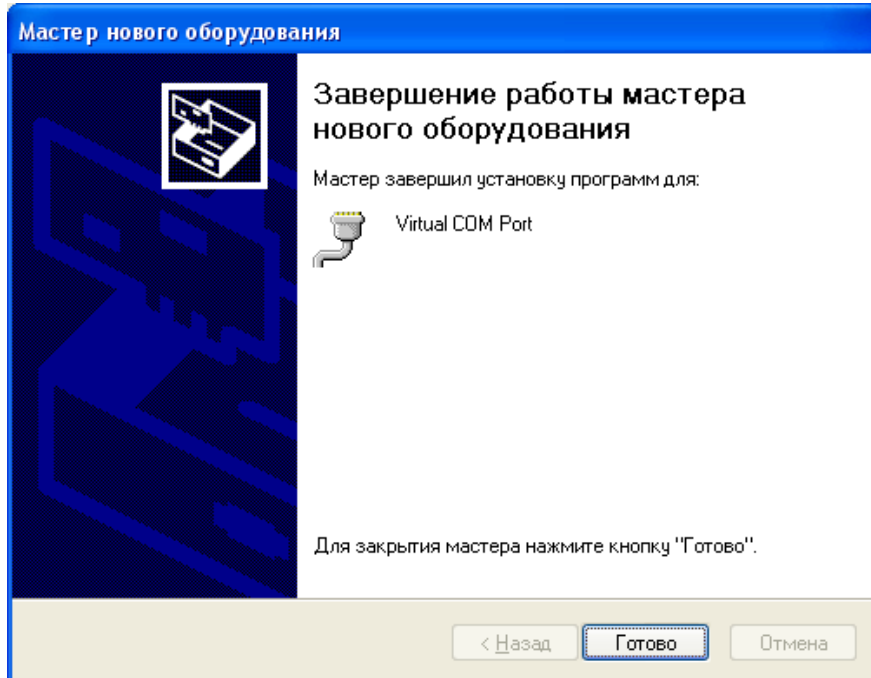 Мастер нового оборудования
Завершение работы мастера
нового оборудования
Мастер завершил установку программ для:
Virtual COM Port
Для закрытия мастера нажмите кнопку "Готово".
< Назад
Готово
Отмена